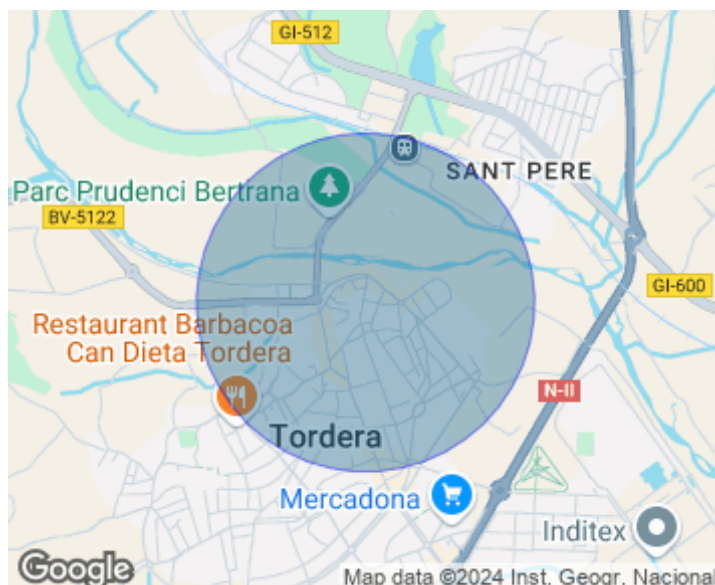 GI-512
SANT PERE
Parc Prudenci Bertrana
BV-5122
GI-600
Restaurant Barbacoa
Can Dieta Tordera
N-II
Tordera
Mercadona
Inditex
Google
Map data ©2024 Inst. Geogr. Nacional